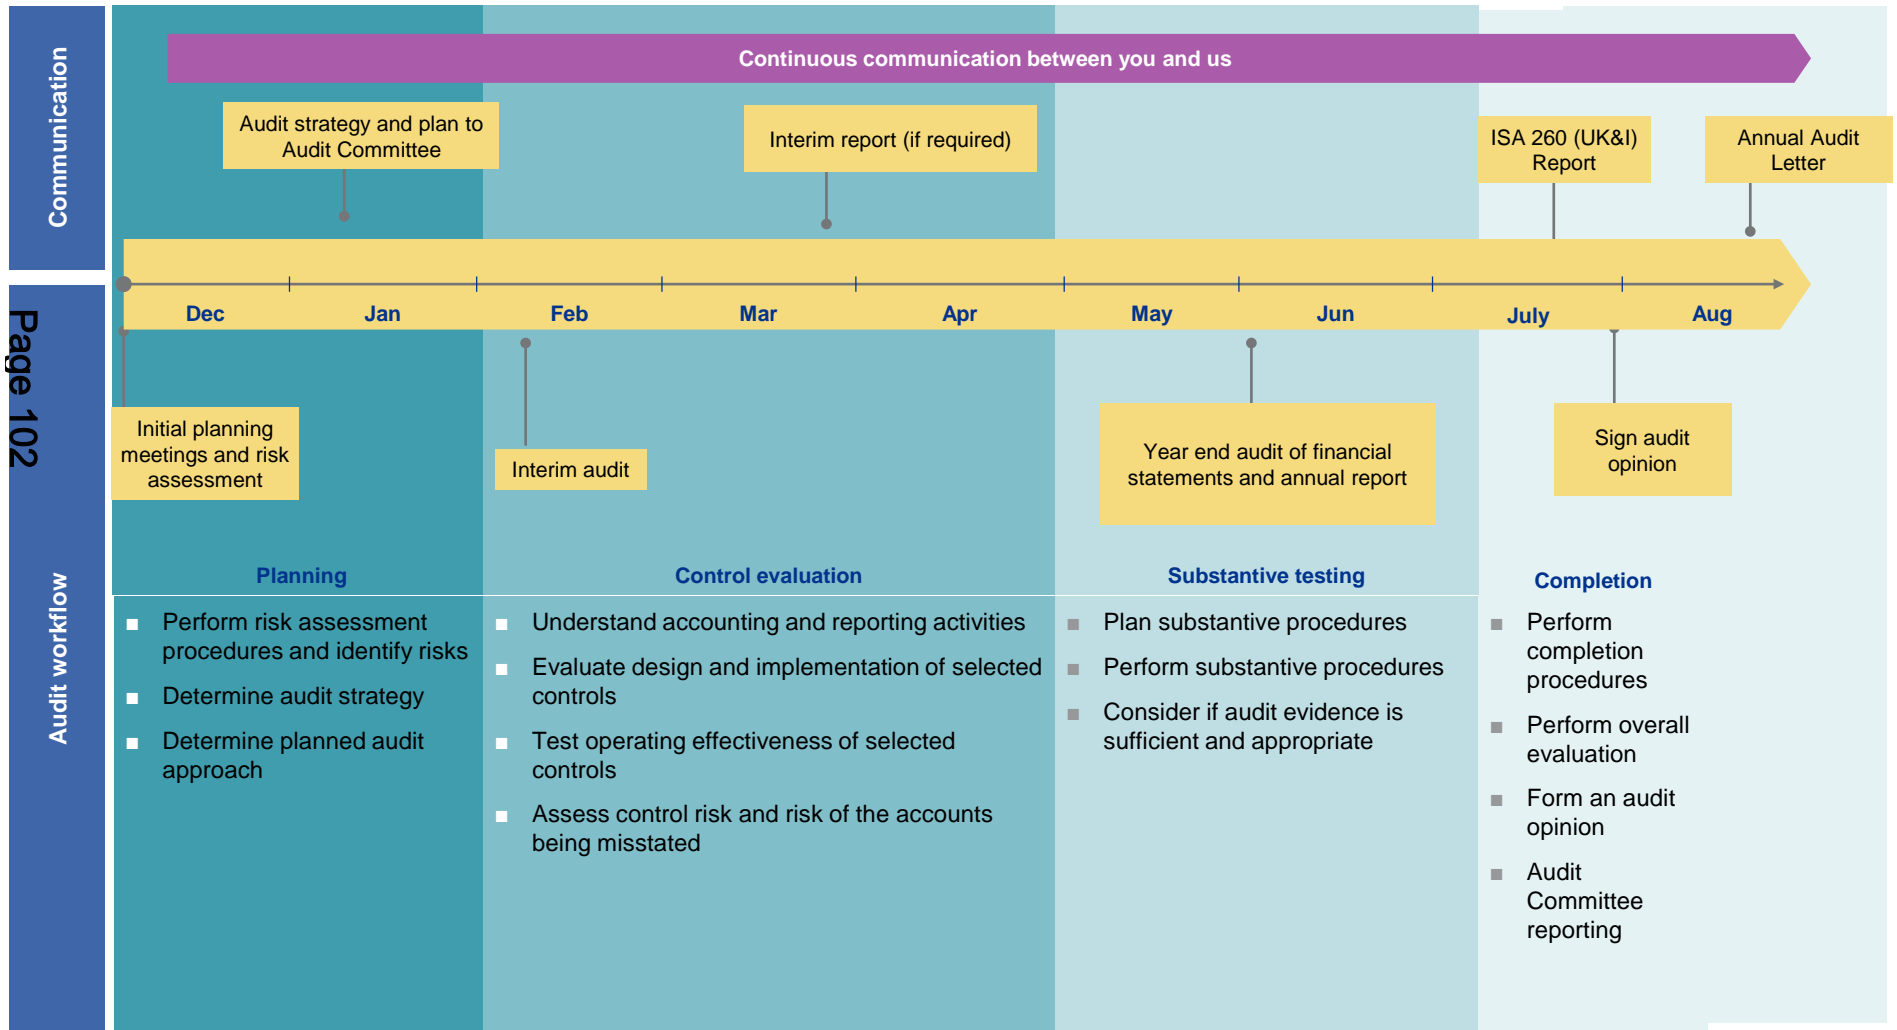 Communication
Continuous communication between you and us
Audit strategy and plan to
Audit Committee
Interim report (if required)
ISA 260 (UK&I)
Report
Annual Audit
Letter
Dec
Jan
Feb
Mar
Apr
May
Jun
July
Aug
Page 102
Audit workflow
Initial planning
meetings and risk
assessment
Interim audit
Year end audit of financial
statements and annual report
Sign audit
opinion
Planning
Perform risk assessment
procedures and identify risks
Determine audit strategy
Determine planned audit
approach
Control evaluation
Understand accounting and reporting activities
Evaluate design and implementation of selected
controls
Test operating effectiveness of selected
controls
Assess control risk and risk of the accounts
being misstated
Substantive testing
Plan substantive procedures
Perform substantive procedures
Consider if audit evidence is
sufficient and appropriate
Completion
Perform
completion
procedures
Perform overall
evaluation
Form an audit
opinion
Audit
Committee
reporting